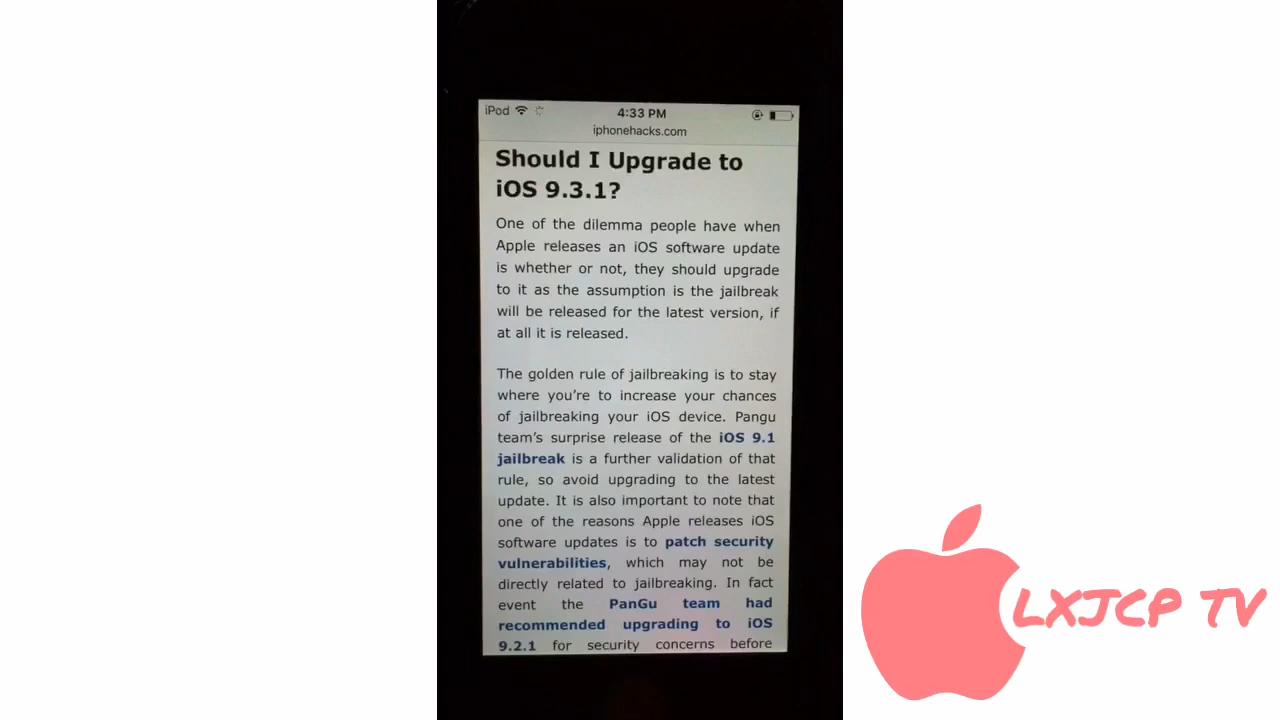 iPod
4:33 PM
iphonehacks.com
Should I Upgrade to
iOS 9.3.1?
One of the dilemma people have when
Apple releases an iOS software update
is whether or not, they should upgrade
to it as the assumption is the jailbreak
will be released for the latest version, if
at all it is released.
The golden rule of jailbreaking is to stay
where you're to increase your chances
of jailbreaking your iOS device. Pangu
team's surprise release of the iOS 9.1
jailbreak is a further validation of that
rule, so avoid upgrading to the latest
update. It is also important to note that
one of the reasons Apple releases iOS
software updates is to patch security
vulnerabilities, which may not be
directly related to jailbreaking. In fact
event the PanGu team had
recommended upgrading to iOS
9.2.1 for security concerns before
LXJCP TV